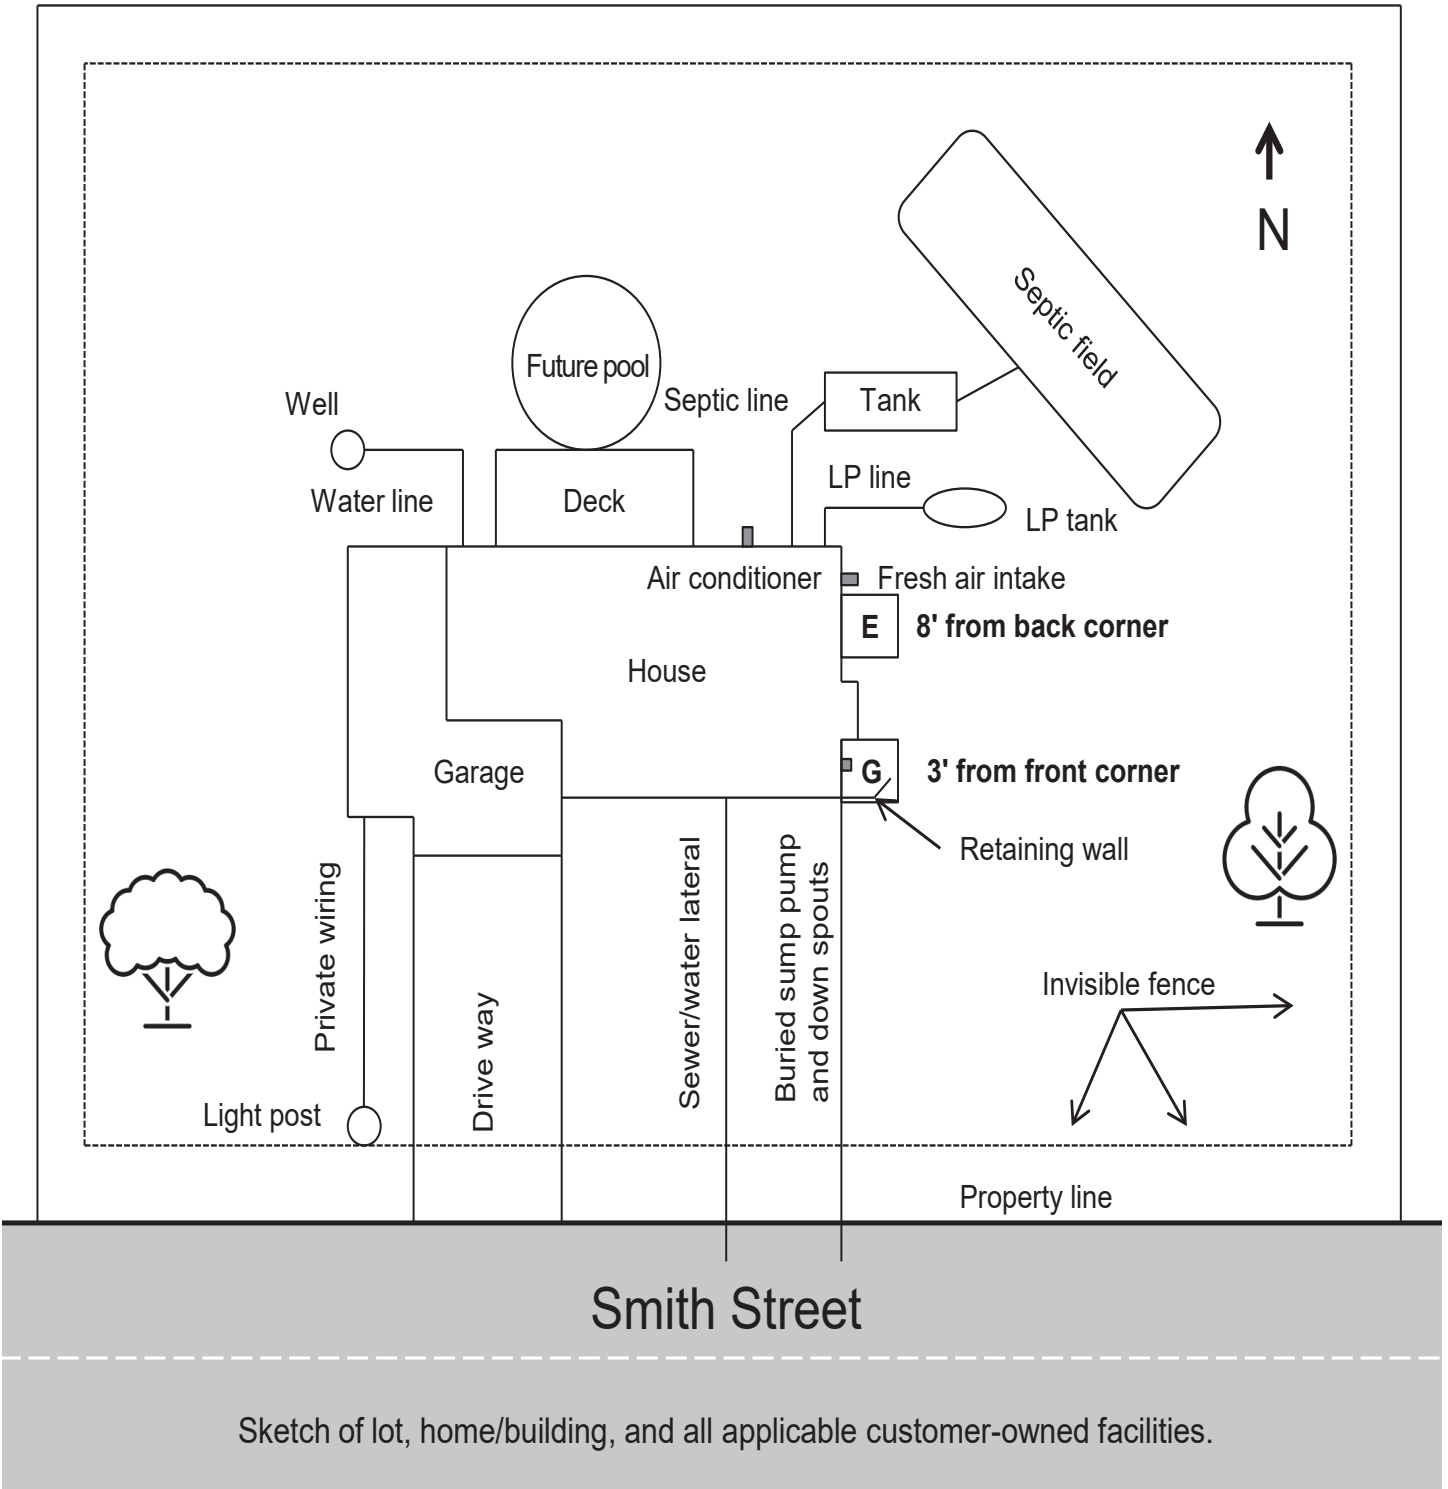 N
Septic field
Future pool
Septic line
Tank
Well
LP line
Water line
Deck
LP tank
Air conditioner
Fresh air intake
E
8' from back corner
House
Garage
G
3' from front corner
Retaining wall
Private wiring
Drive way
Sewer/water lateral
Buried sump pump
and down spouts
Invisible fence
Light post
Property line
Smith Street
Sketch of lot, home/building, and all applicable customer-owned facilities.